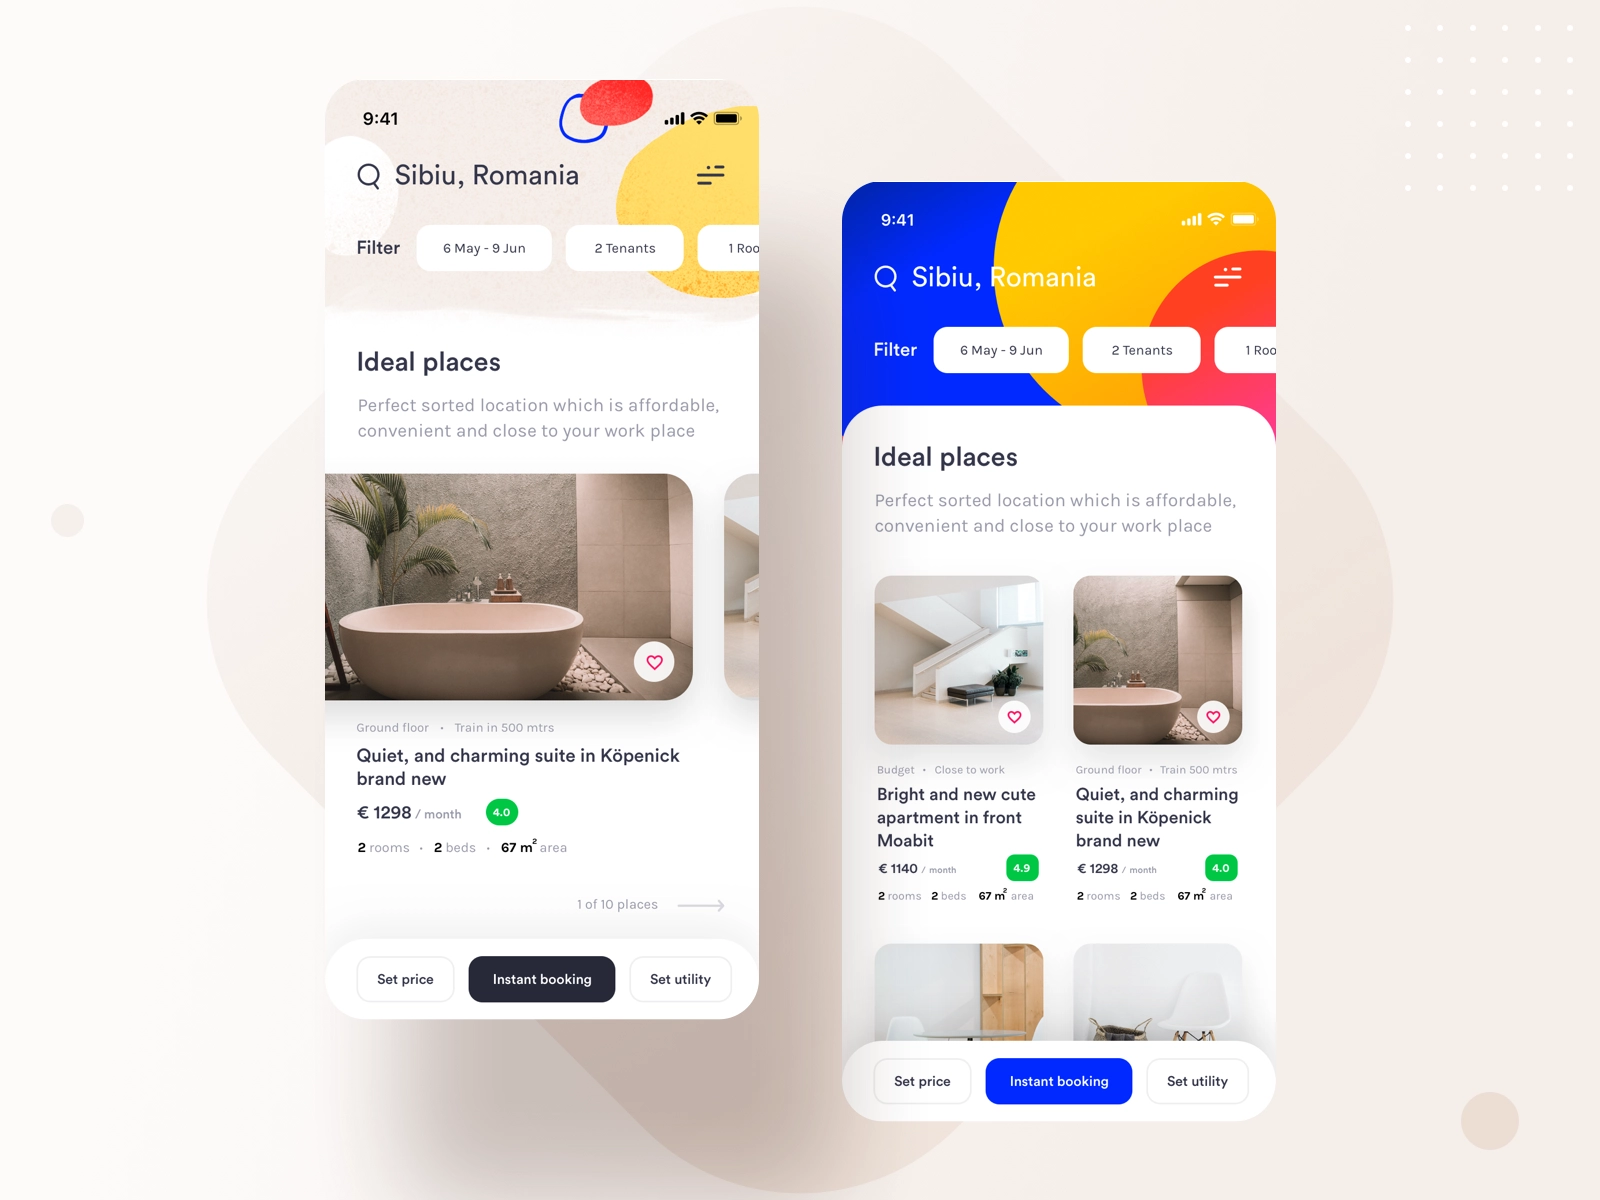 9:41
Sibiu, Romania
Filter
6 May - 9 Jun
2 Tenants
1 Roo
Ideal places
Perfect sorted location which is affordable,
convenient and close to your work place
Ground floor • Train in 500 mtrs
Quiet, and charming suite in Köpenick
brand new
€ 1298 / month 4.0
2 rooms • 2 beds • 67 m² area
1 of 10 places
Set price
Instant booking
Set utility
9:41
Sibiu, Romania
Filter
6 May - 9 Jun
2 Tenants
1 Roo
Ideal places
Perfect sorted location which is affordable,
convenient and close to your work place
Budget • Close to work
Bright and new cute
apartment in front
Moabit
€ 1140 / month 4.9
2 rooms 2 beds 67 m² area
Ground floor • Train 500 mtrs
Quiet, and charming
suite in Köpenick
brand new
€ 1298 / month 4.0
2 rooms 2 beds 67 m² area
Set price
Instant booking
Set utility